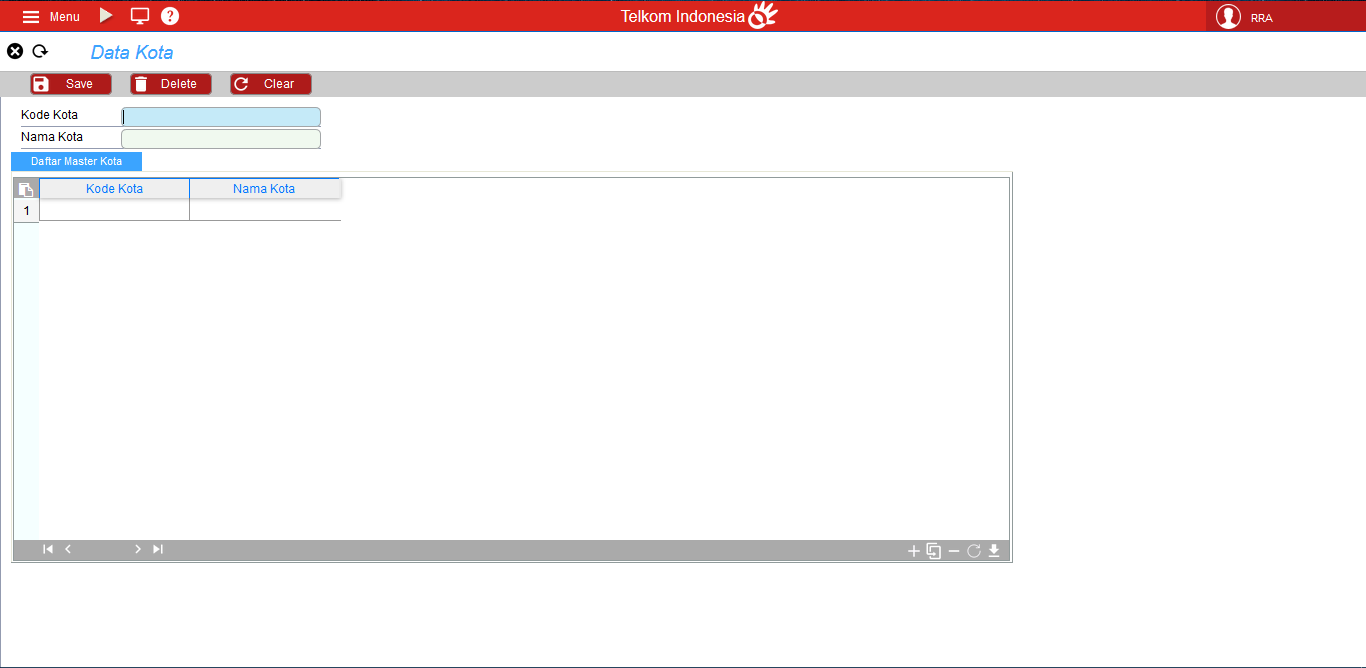 Menu ? Telkom Indonesia RRA
Data Kota
Save Delete Clear
Kode Kota
Nama Kota
Daftar Master Kota
Kode Kota Nama Kota
1